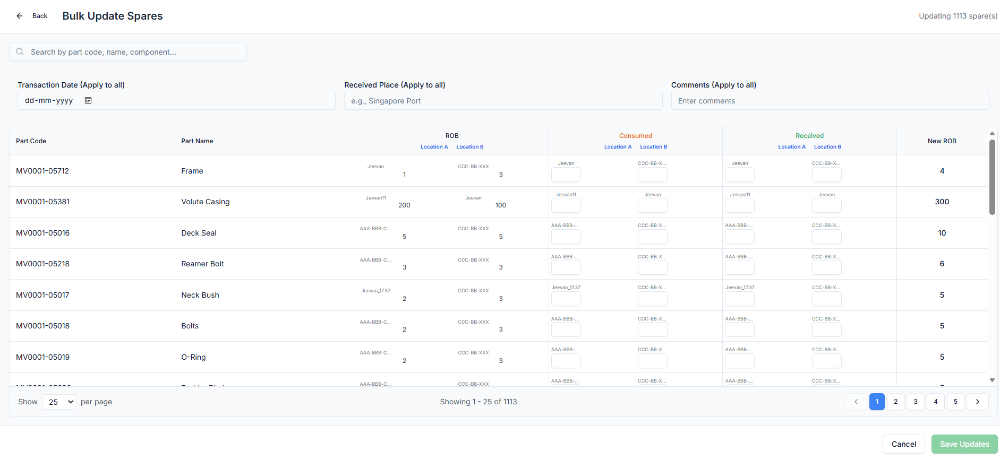 Back
Bulk Update Spares
Updating 1113 spare(s)
Search by part code, name, component...
Transaction Date (Apply to all)
Received Place (Apply to all)
Comments (Apply to all)
dd-mm-yyyy
e.g., Singapore Port
Enter comments
Part Code
Part Name
ROB
Location A Location B
Consumed
Location A Location B
Received
Location A Location B
New ROB
MV0001-05712 Frame Jeevan 1 CCC-BB-XXX 3 Jeevan CCC-BB-X... Jeevan CCC-BB-X... 4
MV0001-05381 Volute Casing Jeevan11 200 Jeevan 100 Jeevan11 Jeevan Jeevan11 Jeevan 300
MV0001-05016 Deck Seal AAA-BBB-C... 5 CCC-BB-XXX 5 AAA-BBB-... CCC-BB-X... AAA-BBB-... CCC-BB-X... 10
MV0001-05218 Reamer Bolt AAA-BBB-C... 3 CCC-BB-XXX 3 AAA-BBB-... CCC-BB-X... AAA-BBB-... CCC-BB-X... 6
MV0001-05017 Neck Bush Jeevan_17.37 2 CCC-BB-XXX 3 Jeevan_17.37 CCC-BB-X... Jeevan_17.37 CCC-BB-X... 5
MV0001-05018 Bolts AAA-BBB-C... 2 CCC-BB-XXX 3 AAA-BBB-... CCC-BB-X... AAA-BBB-... CCC-BB-X... 5
MV0001-05019 O-Ring AAA-BBB-C... 2 CCC-BB-XXX 3 AAA-BBB-... CCC-BB-X... AAA-BBB-... CCC-BB-X... 5
AAA-BBB-C... CCC-BB-XXX AAA-BBB-... CCC-BB-X... AAA-BBB-... CCC-BB-X...
Show 25 per page
Showing 1 - 25 of 1113
1 2 3 4 5
Cancel
Save Updates